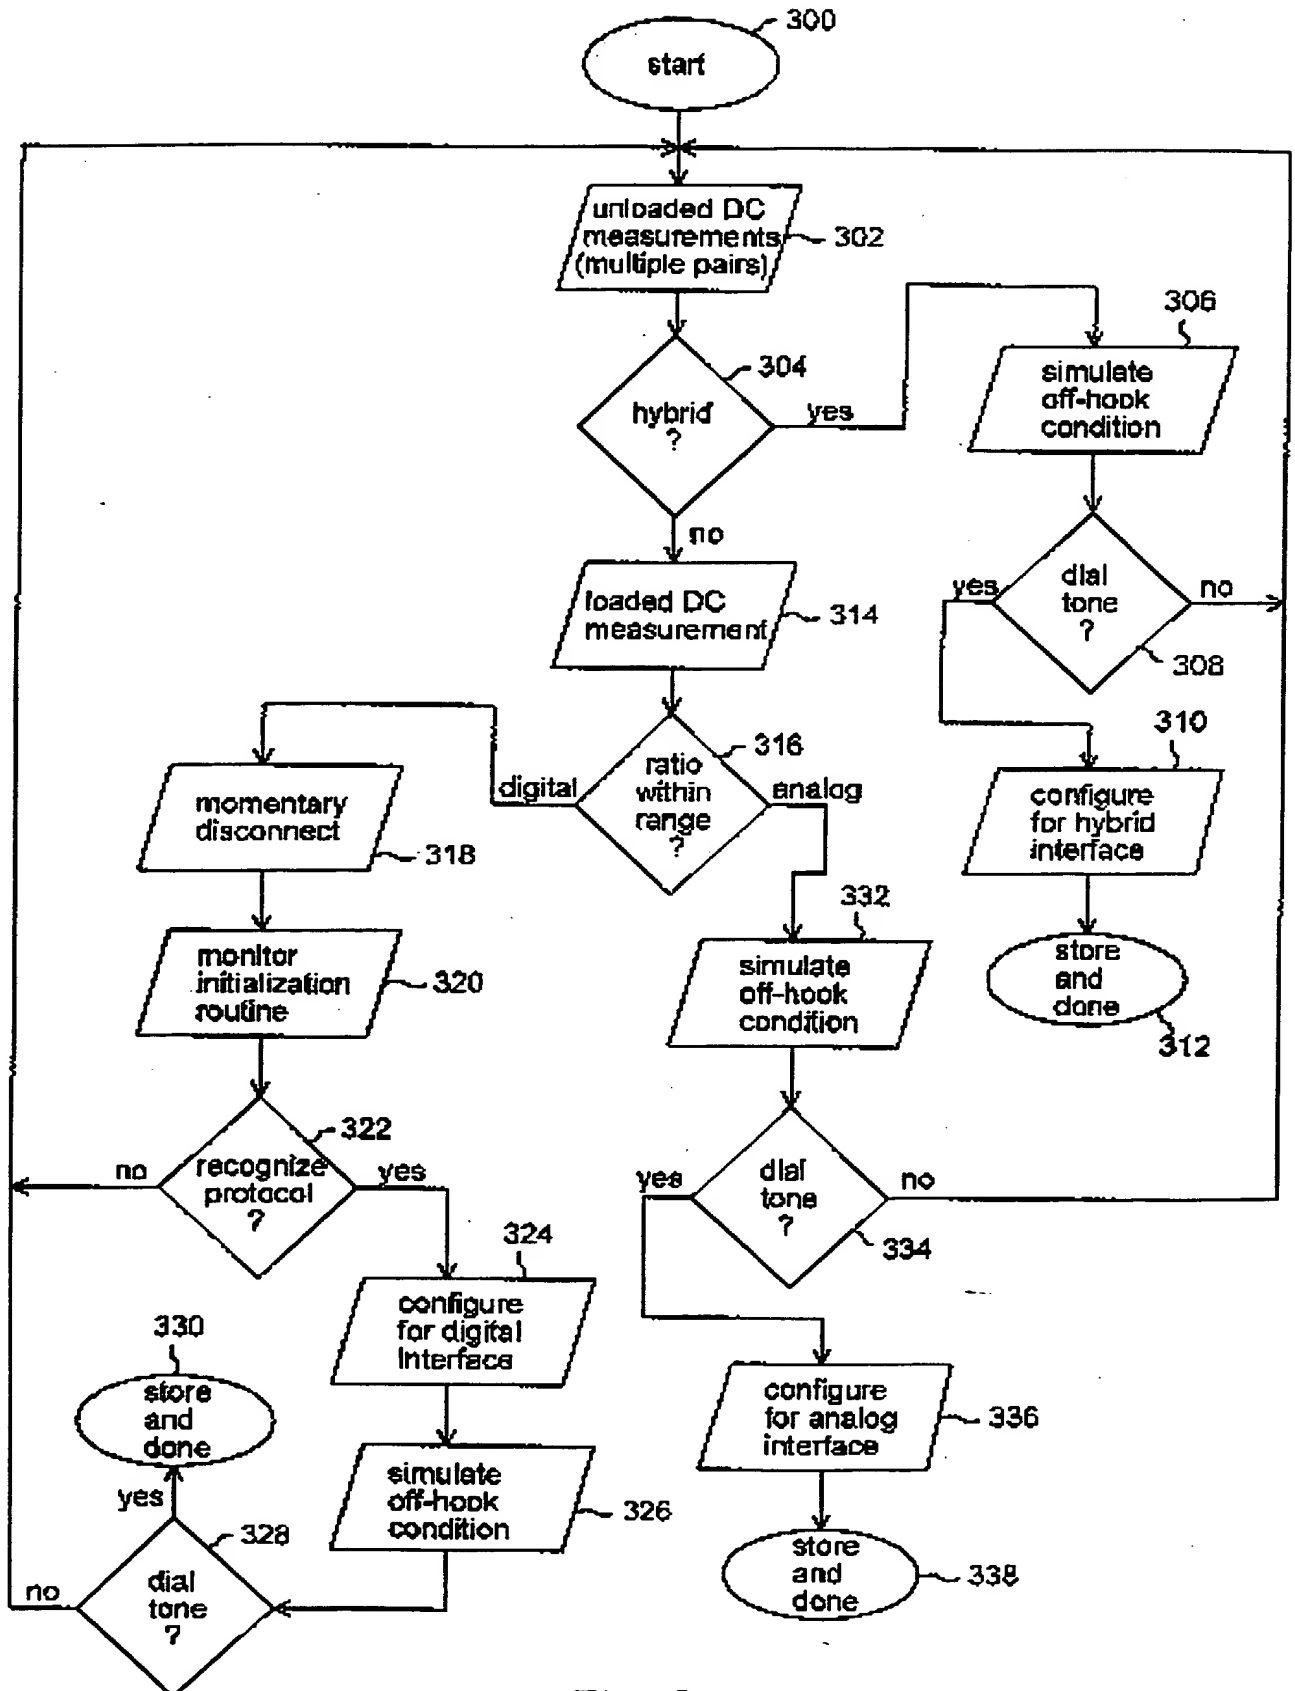 300
start
unloaded DC
measurements
(multiple pairs)
302
304
hybrid
?
yes
no
306
simulate
off-hook
condition
dial
tone
?
yes
no
308
310
configure
for hybrid
interface
store
and
done
312
loaded DC
measurement
314
316
ratio
within
range
?
digital
analog
momentary
disconnect
318
monitor
initialization
routine
320
322
recognize
protocol
?
no
yes
324
configure
for digital
interface
simulate
off-hook
condition
326
328
dial
tone
?
no
yes
330
store
and
done
332
simulate
off-hook
condition
dial
tone
?
yes
no
334
configure
for analog
interface
336
store
and
done
338